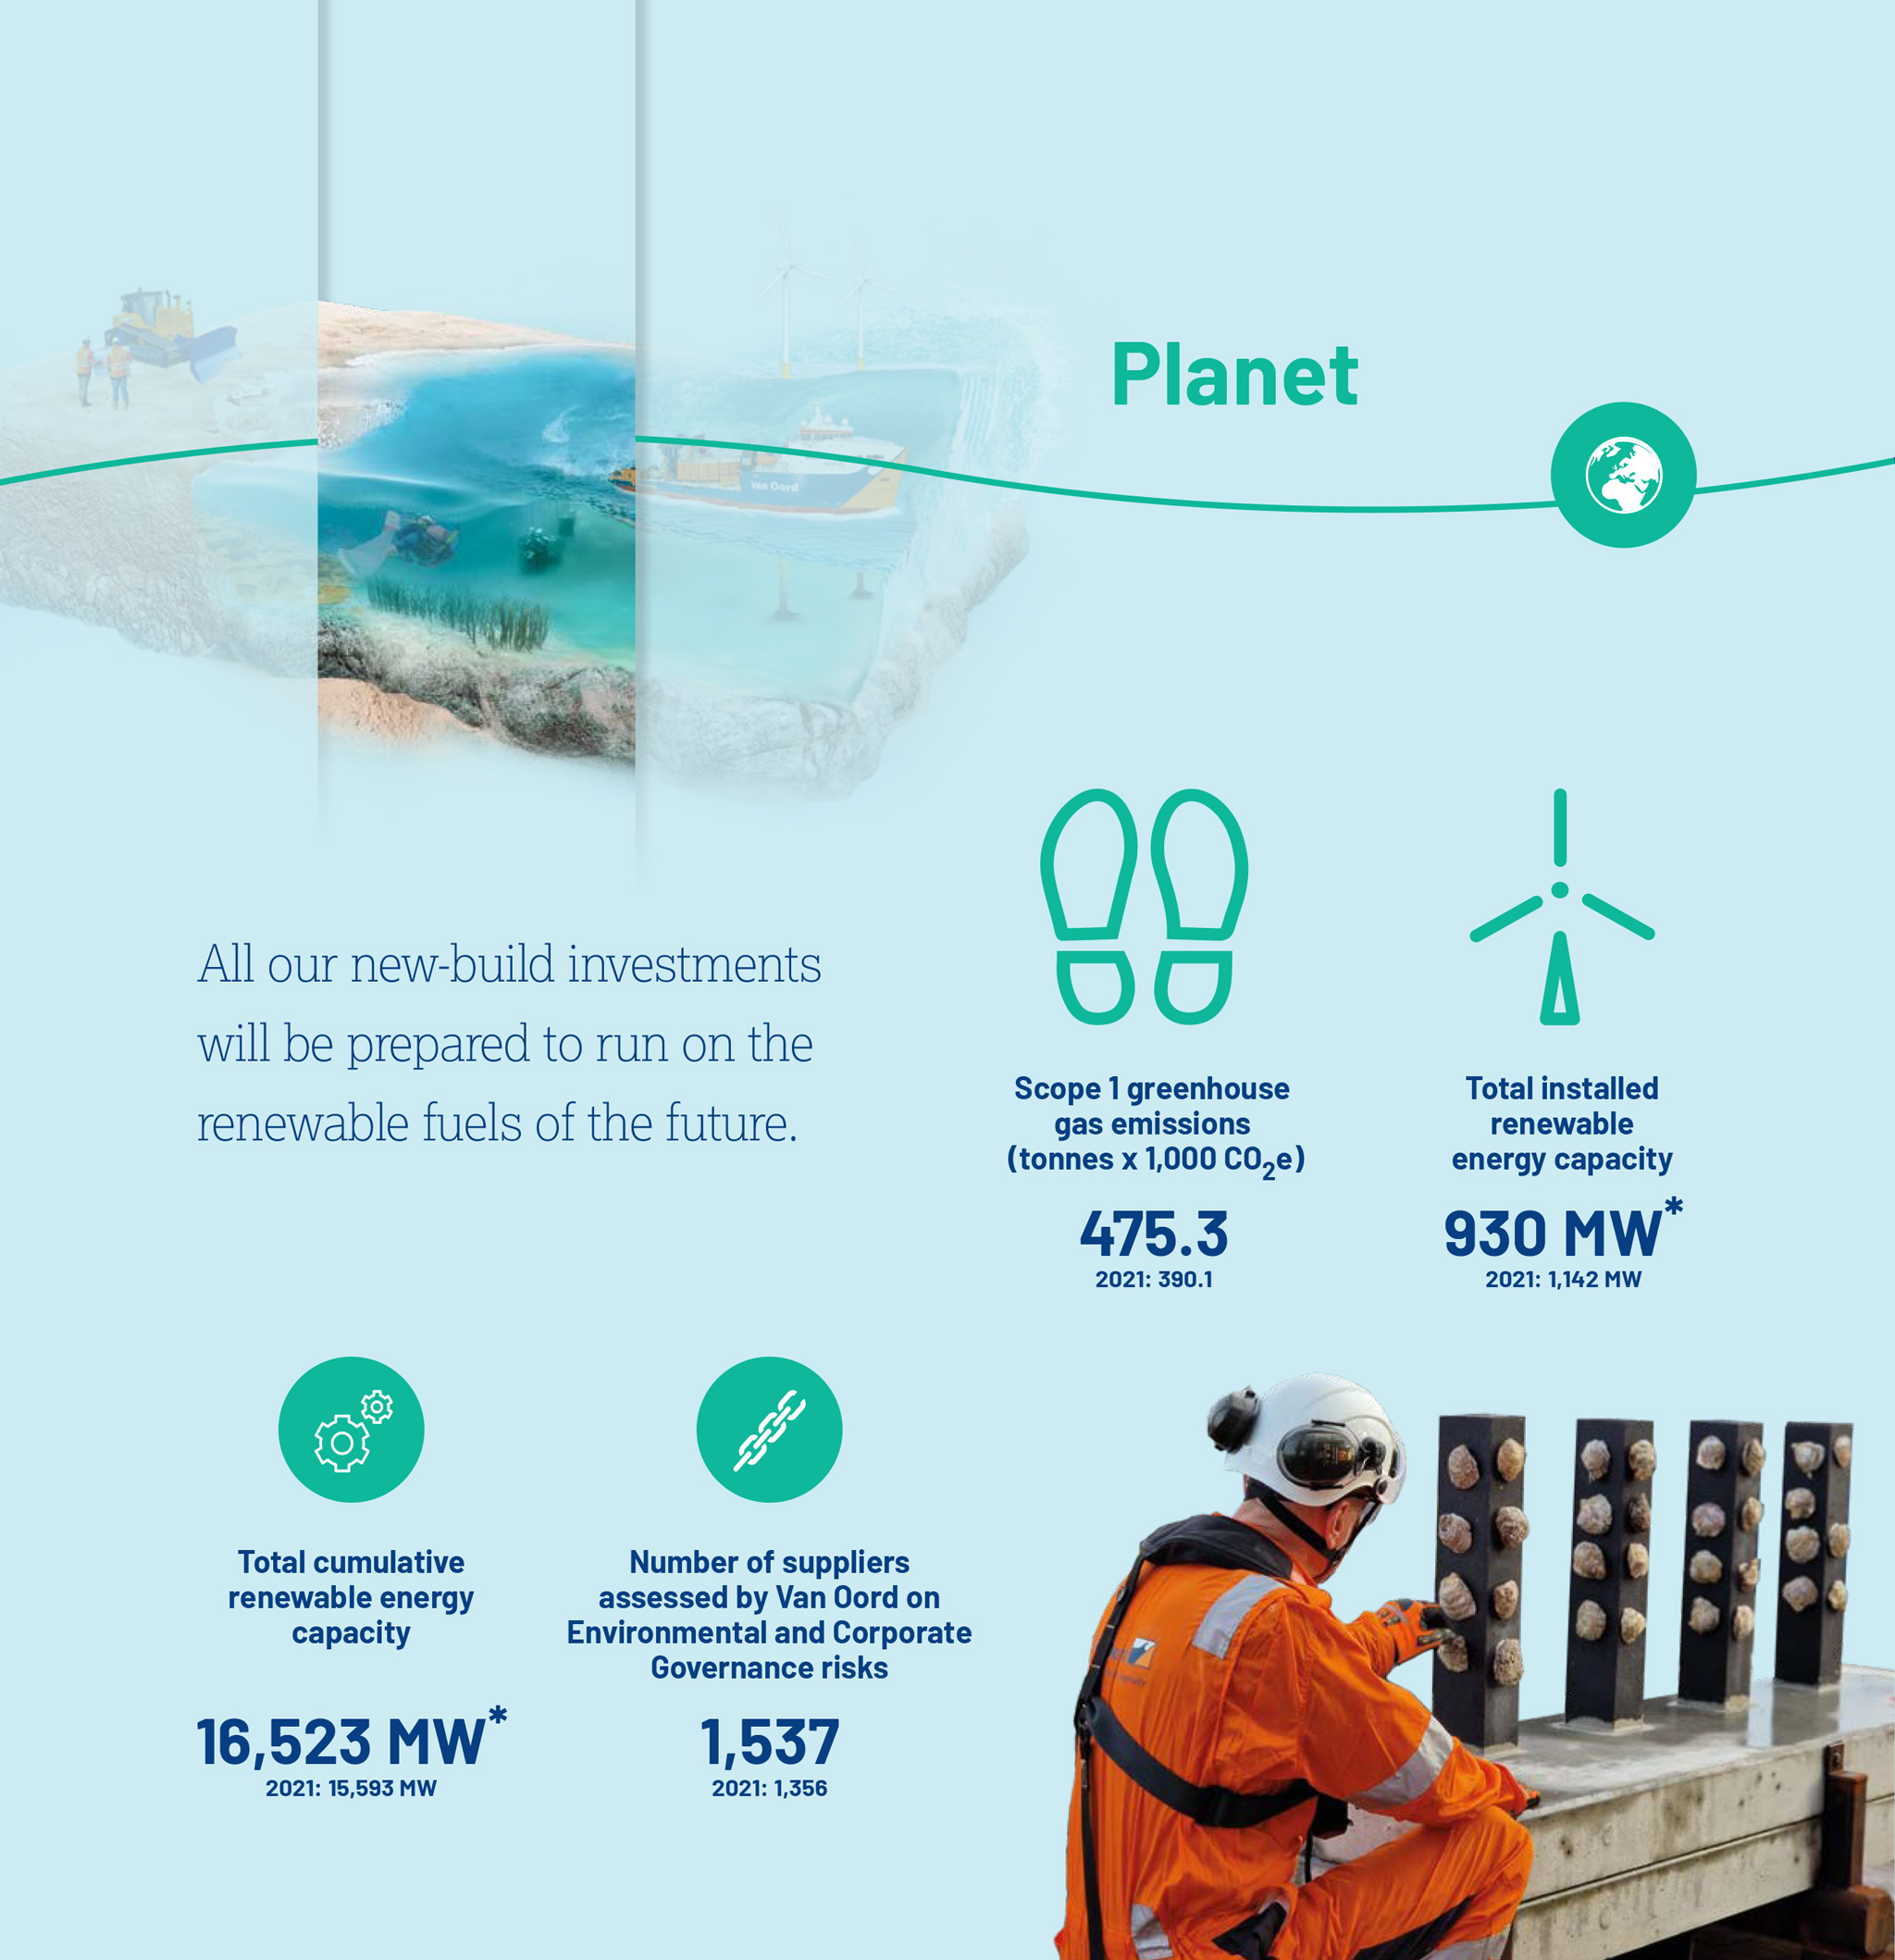 Planet
Van Oord
All our new-build investments
will be prepared to run on the
renewable fuels of the future.
Scope 1 greenhouse
gas emissions
(tonnes x 1,000 CO₂e)
475.3
2021: 390.1
Total installed
renewable
energy capacity
930 MW*
2021: 1,142 MW
Total cumulative
renewable energy
capacity
16,523 MW*
2021: 15,593 MW
Number of suppliers
assessed by Van Oord on
Environmental and Corporate
Governance risks
1,537
2021: 1,356